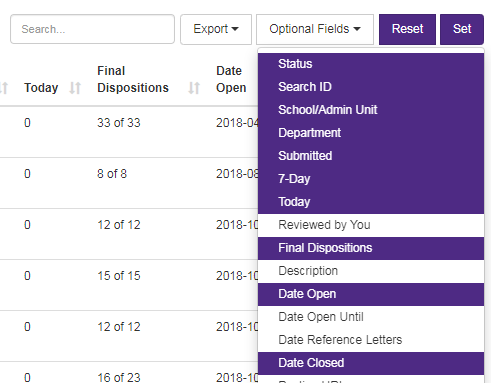 Search... Export Optional Fields Reset Set
Today Final Dispositions Date Open
0 33 of 33 2018-04
0 8 of 8 2018-08
0 12 of 12 2018-10
0 15 of 15 2018-10
0 12 of 12 2018-10
0 16 of 23 2018-10
Status
Search ID
School/Admin Unit
Department
Submitted
7-Day
Today
Reviewed by You
Final Dispositions
Description
Date Open
Date Open Until
Date Reference Letters
Date Closed